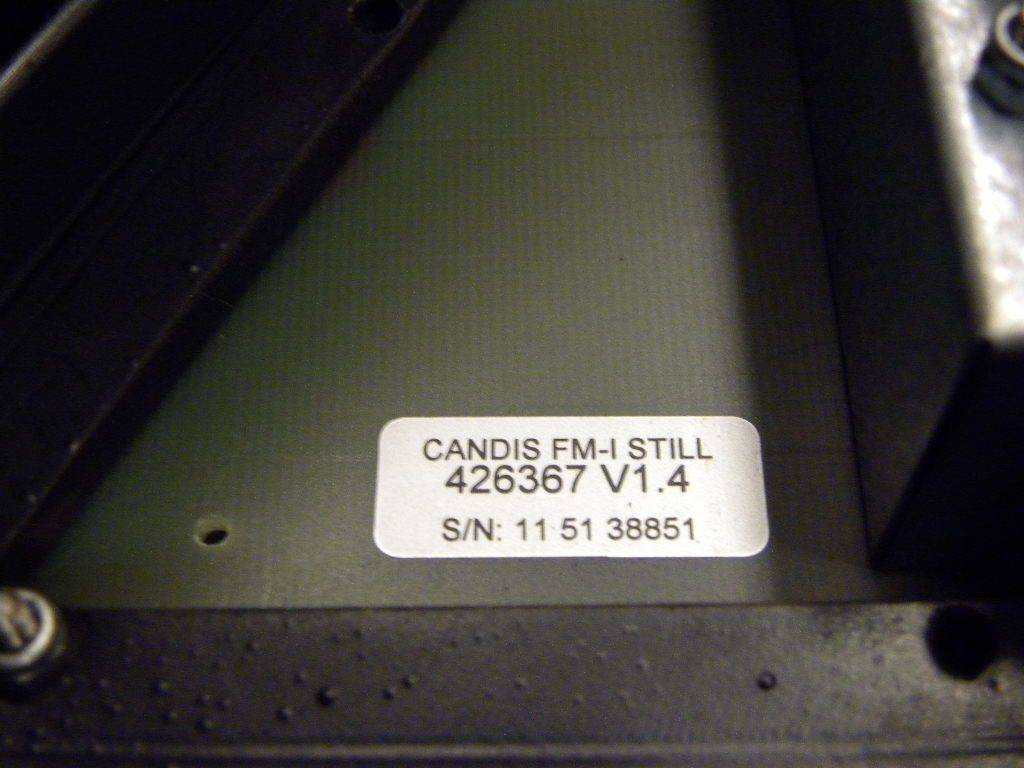 CANDIS FM-I STILL
426367 V1.4
S/N: 11 51 38851